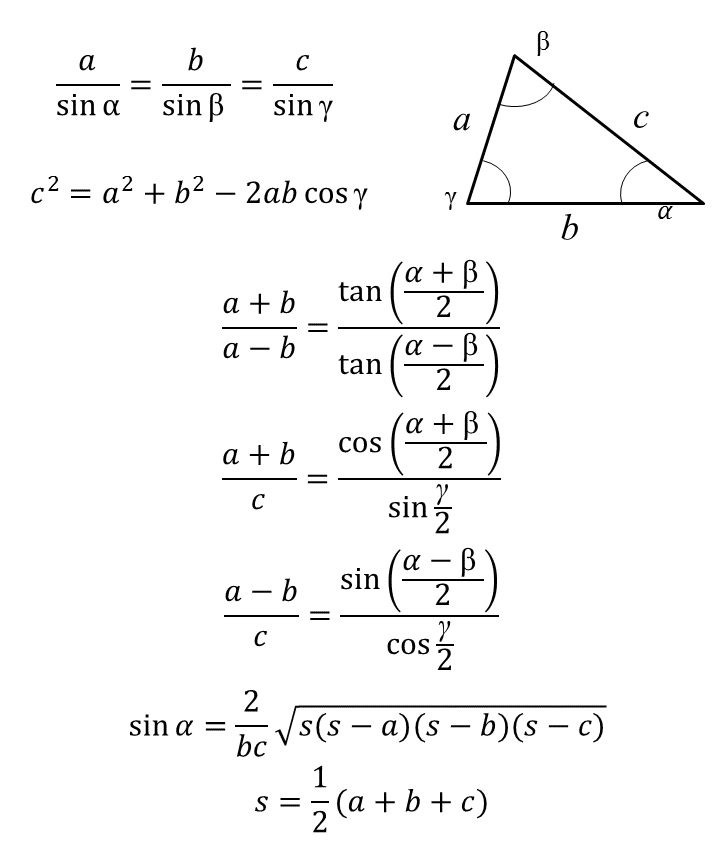 a/sin α = b/sin β = c/sin γ
β
a
c
γ
α
b
c² = a² + b² − 2ab cos γ
(a + b)/(a − b) = tan((α + β)/2)/tan((α − β)/2)
(a + b)/c = cos((α + β)/2)/sin(γ/2)
(a − b)/c = sin((α − β)/2)/cos(γ/2)
sin α = 2/bc √(s(s − a)(s − b)(s − c))
s = 1/2 (a + b + c)